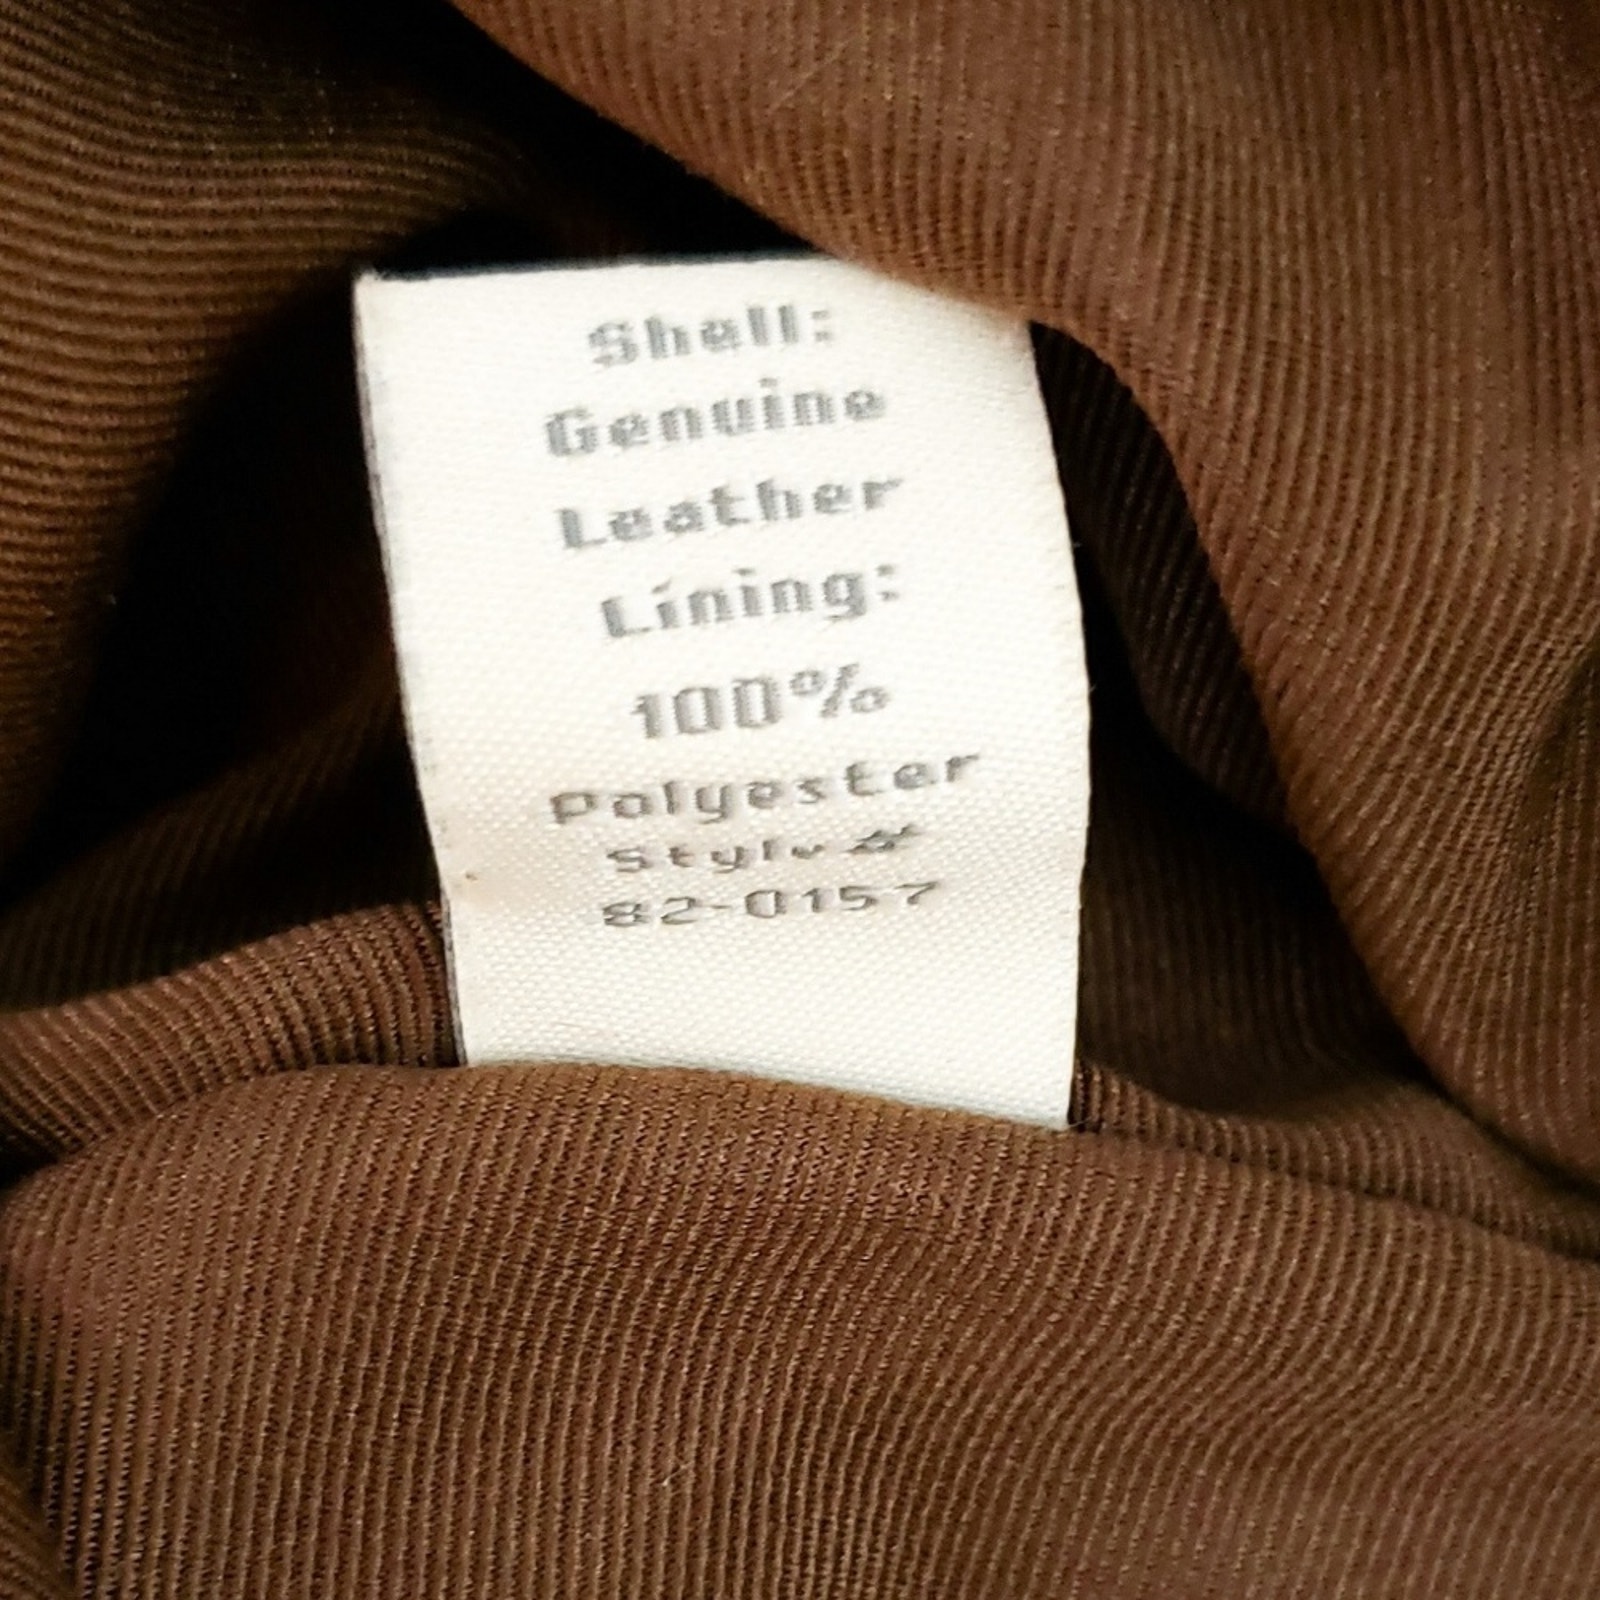 Shell:
Genuine
Leather
Lining:
100%
Polyester
Style #
82-0157